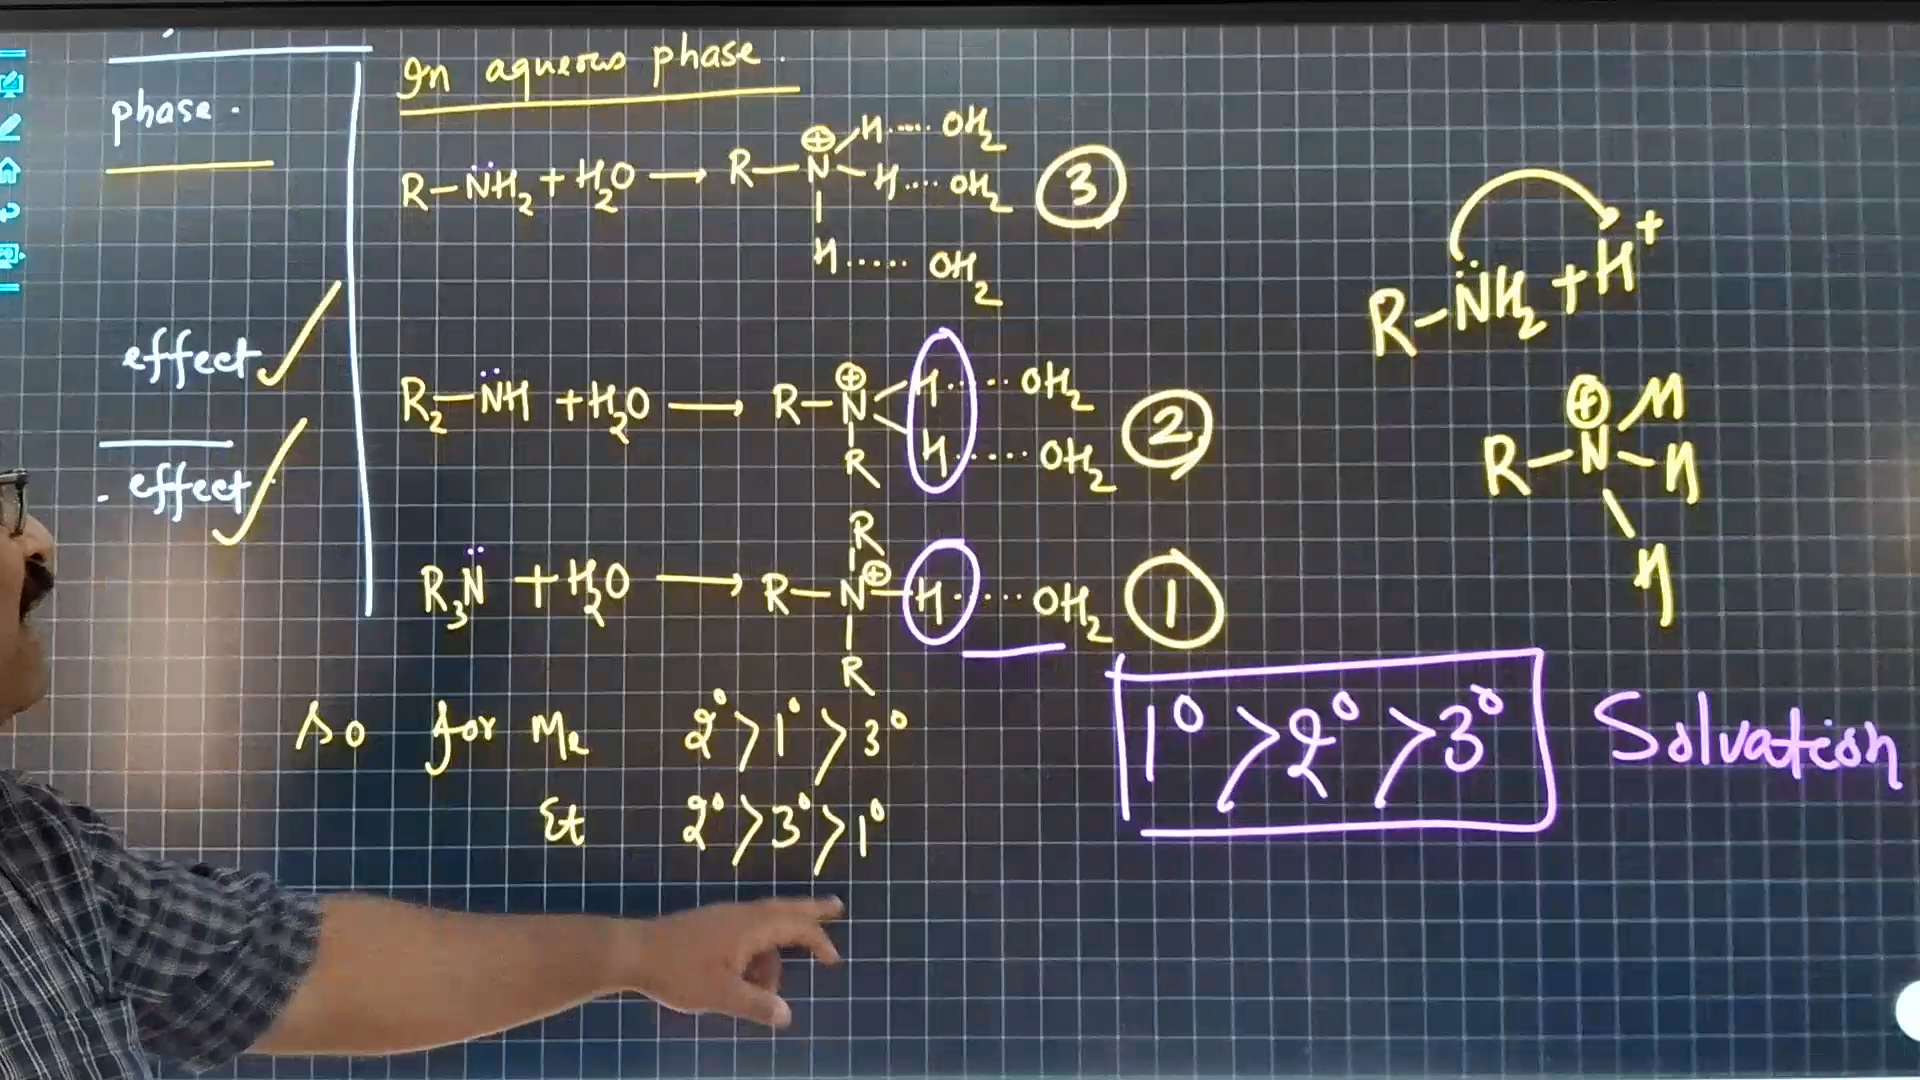 phase.
effect
effect
In aqueous phase.
R–N̈H₂ + H₂O ⟶ R–N⊕–H····OH₂
H····OH₂
H·····OH₂
③
R₂–N̈H + H₂O ⟶ R–N⊕–H·····OH₂
H······OH₂
R
②
R₃N̈ + H₂O ⟶ R–N⊕–H····OH₂
R
R
①
So for Me 2° > 1° > 3°
Et 2° > 3° > 1°
R–N̈H₂ + H⁺
R–N⊕–H
H
H
1° > 2° > 3° Solvation